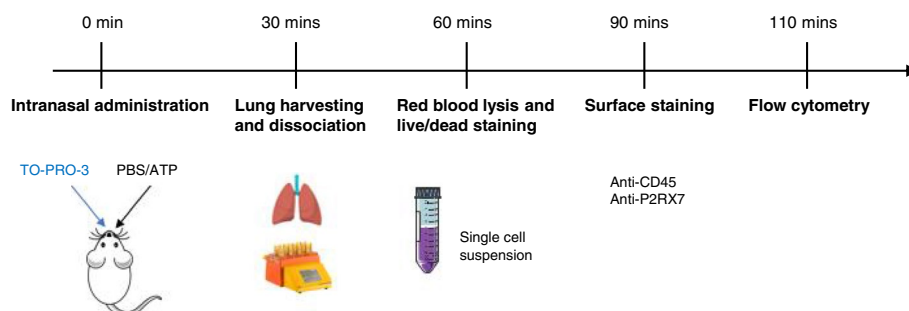 0 min
30 mins
60 mins
90 mins
110 mins
Intranasal administration
Lung harvesting
and dissociation
Red blood lysis and
live/dead staining
Surface staining
Flow cytometry
TO-PRO-3
PBS/ATP
Single cell
suspension
Anti-CD45
Anti-P2RX7